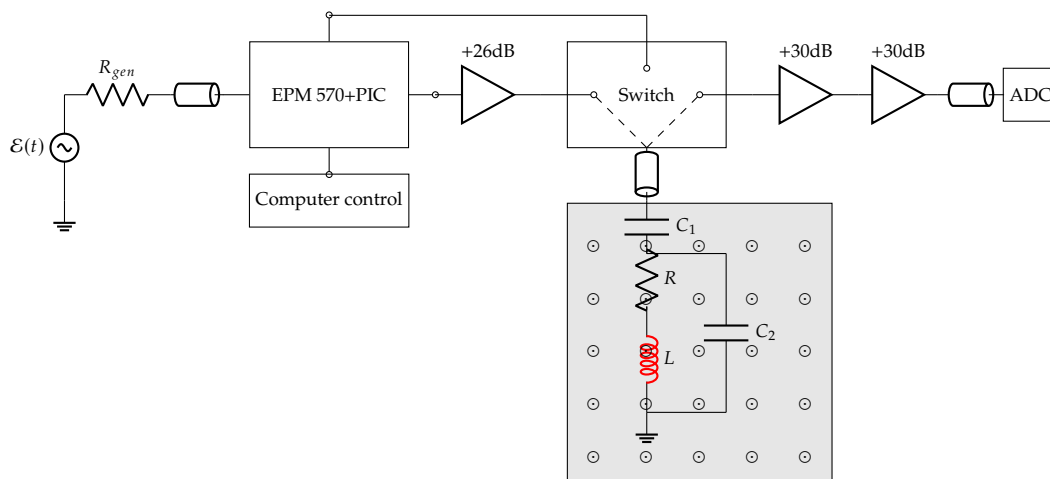 +26dB
+30dB
+30dB
R_gen
EPM 570+PIC
Switch
ADC
ℰ(t)
Computer control
C₁
R
C₂
L